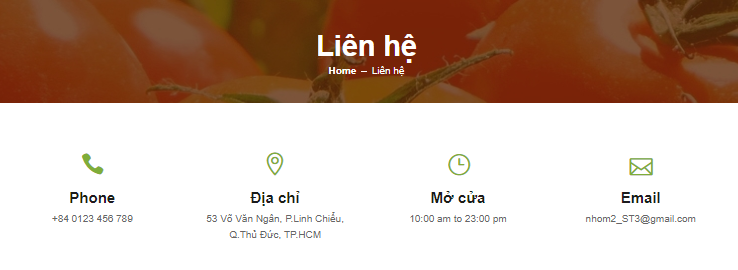 Liên hệ
Home – Liên hệ
Phone
+84 0123 456 789
Địa chỉ
53 Võ Văn Ngân, P.Linh Chiểu,
Q.Thủ Đức, TP.HCM
Mở cửa
10:00 am to 23:00 pm
Email
nhom2_ST3@gmail.com